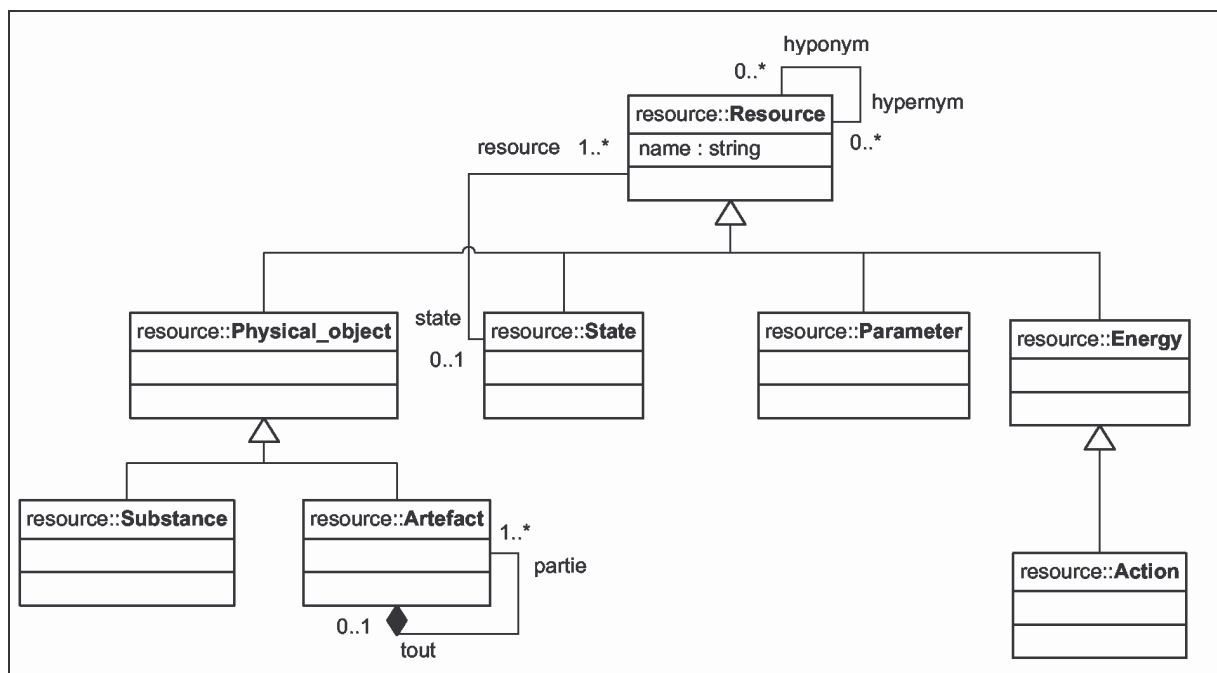 hyponym
0..*
hypernym
resource::Resource
0..*
name : string
resource 1..*
resource::Physical_object
state
0..1
resource::State
resource::Parameter
resource::Energy
resource::Substance
resource::Artefact
1..*
partie
0..1
tout
resource::Action